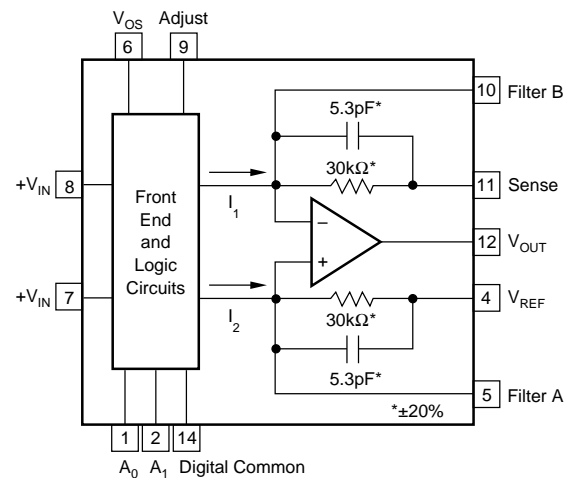 V_OS Adjust
6 9
10 Filter B
5.3pF*
30kΩ*
+V_IN 8
I_1
11 Sense
Front
End
and
Logic
Circuits
–
+
12 V_OUT
+V_IN 7
I_2
30kΩ*
4 V_REF
5.3pF*
*±20%
5 Filter A
1 2 14
A_0 A_1 Digital Common